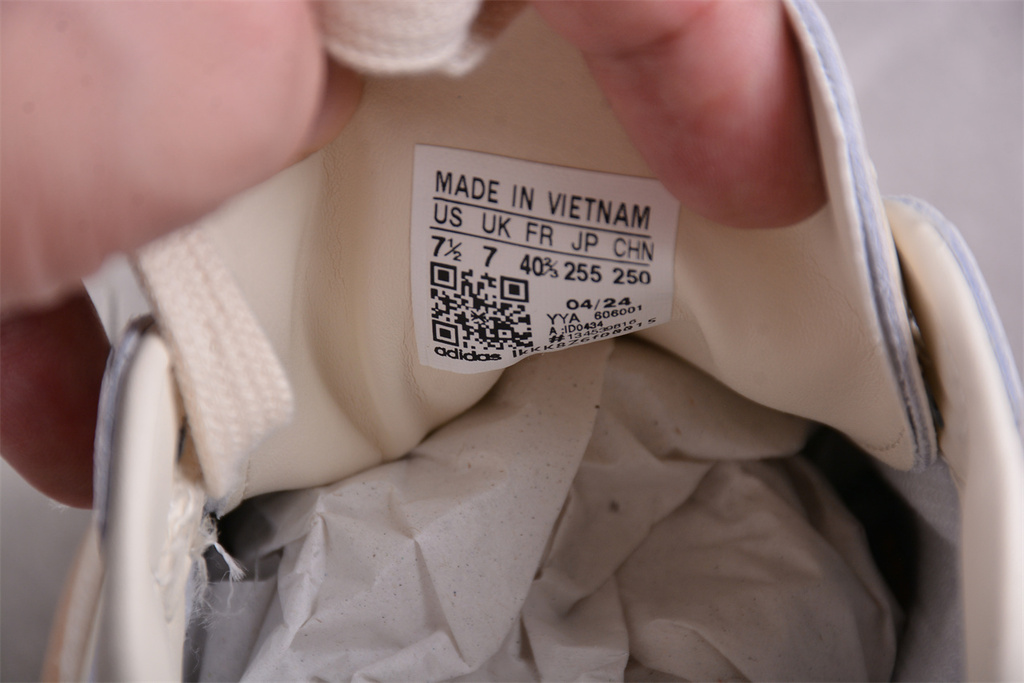 MADE IN VIETNAM
US UK FR JP CHN
7½ 7 40⅔ 255 250
04/24
YYA 606001
A:ID0434
adidas